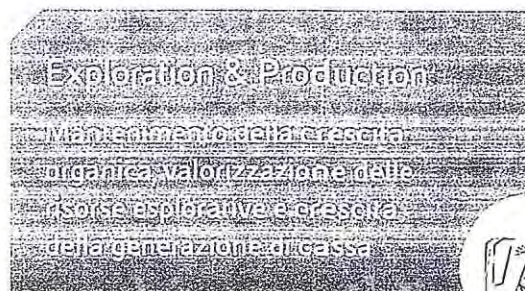 Exploration & Production
Mantenimento della crescita
organica, valorizzazione delle
risorse esplorative e crescita
della generazione di cassa